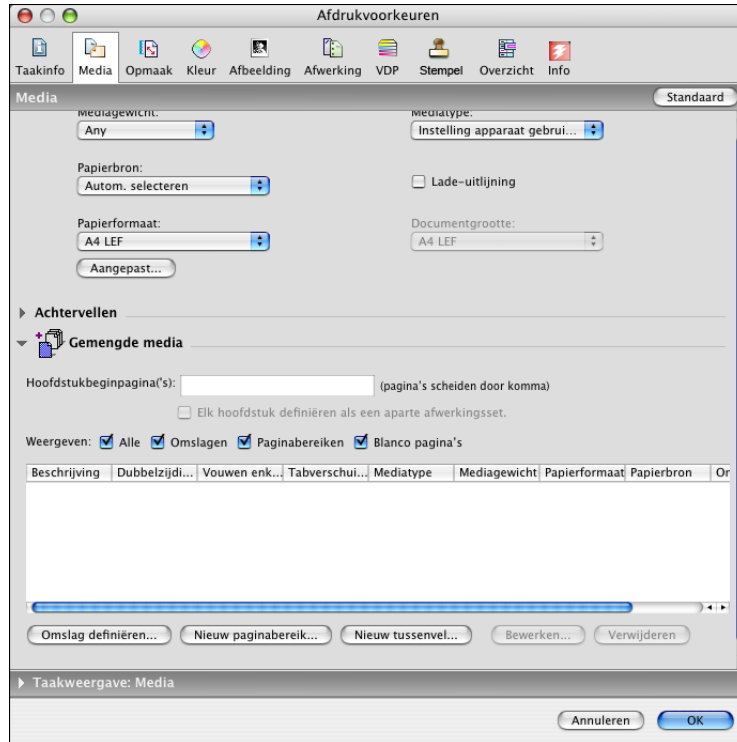 Afdrukvoorkeuren
Taakinfo Media Opmaak Kleur Afbeelding Afwerking VDP Stempel Overzicht Info
Media Standaard
Mediagewicht: Mediatype:
Any Instelling apparaat gebrui...
Papierbron:
Autom. selecteren Lade-uitlijning
Papierformaat: Documentgrootte:
A4 LEF A4 LEF
Aangepast...
Achtervellen
Gemengde media
Hoofdstukbeginpagina('s): (pagina's scheiden door komma)
Elk hoofdstuk definiëren als een aparte afwerkingsset.
Weergeven: Alle Omslagen Paginabereiken Blanco pagina's
Beschrijving Dubbelzijdi... Vouwen enk... Tabverschui... Mediatype Mediagewicht Papierformaat Papierbron Or
Omslag definiëren... Nieuw paginabereik... Nieuw tussenvel... Bewerken... Verwijderen
Taakweergave: Media
Annuleren OK